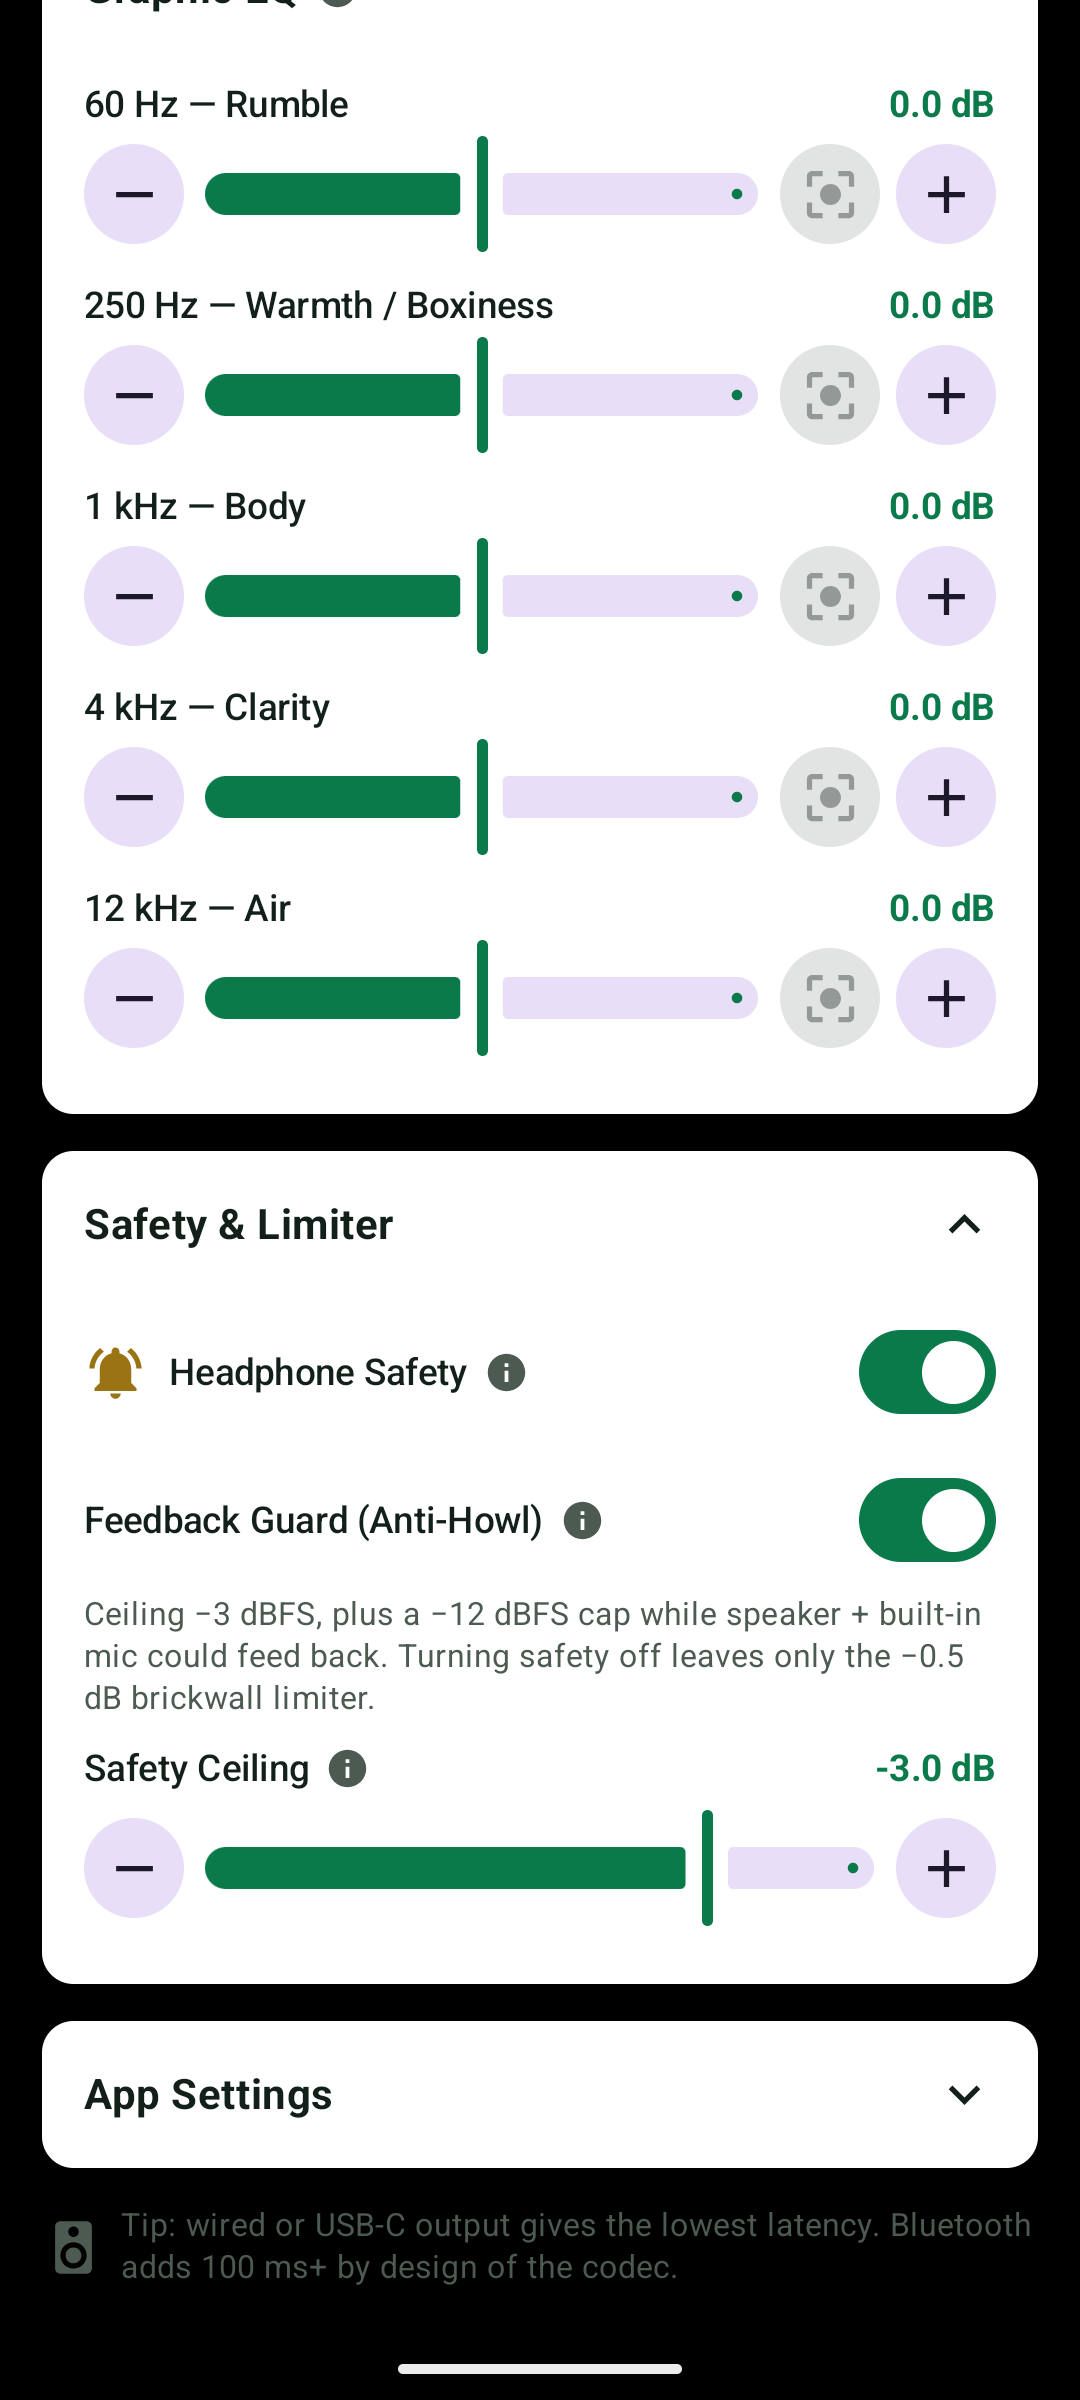 Graphic EQ
60 Hz — Rumble
0.0 dB
250 Hz — Warmth / Boxiness
0.0 dB
1 kHz — Body
0.0 dB
4 kHz — Clarity
0.0 dB
12 kHz — Air
0.0 dB
Safety & Limiter
Headphone Safety
Feedback Guard (Anti-Howl)
Ceiling −3 dBFS, plus a −12 dBFS cap while speaker + built-in
mic could feed back. Turning safety off leaves only the −0.5
dB brickwall limiter.
Safety Ceiling
-3.0 dB
App Settings
Tip: wired or USB-C output gives the lowest latency. Bluetooth
adds 100 ms+ by design of the codec.